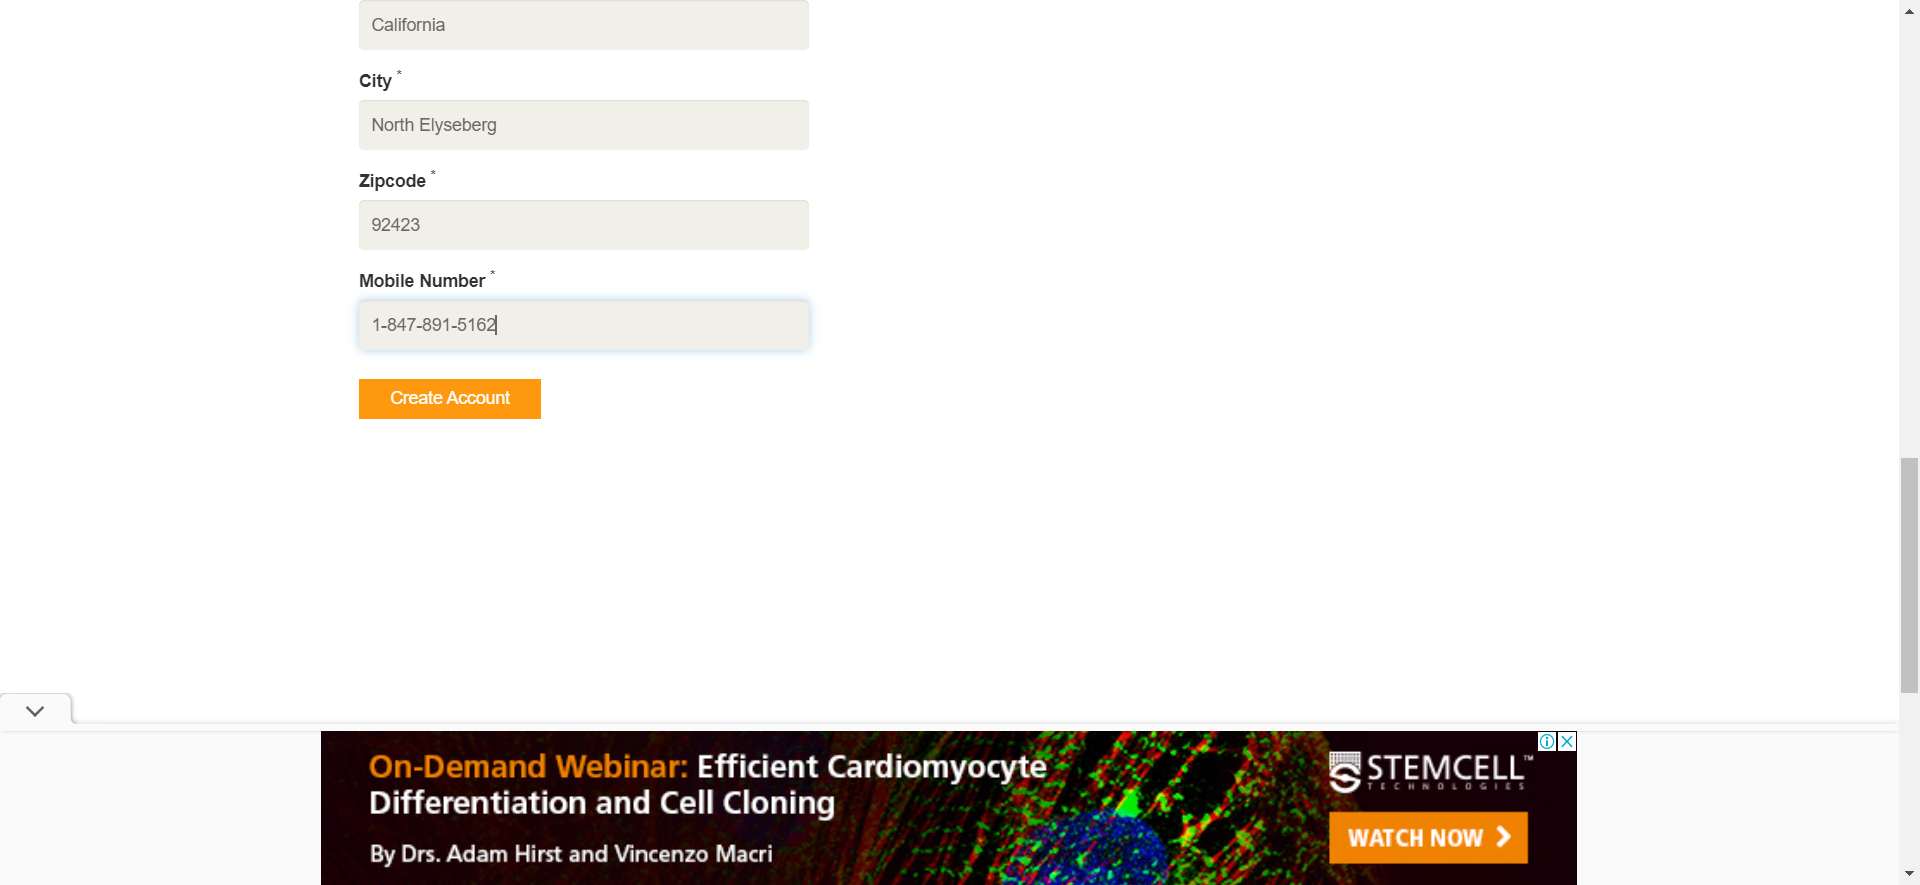 California
City *
North Elyseberg
Zipcode *
92423
Mobile Number *
1-847-891-5162
Create Account
On-Demand Webinar: Efficient Cardiomyocyte
Differentiation and Cell Cloning
By Drs. Adam Hirst and Vincenzo Macri
STEMCELL™
TECHNOLOGIES
WATCH NOW